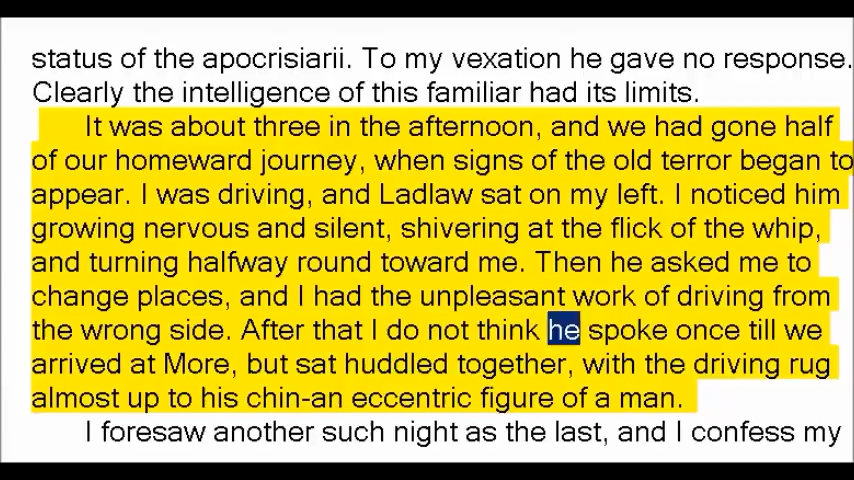 status of the apocrisiarii. To my vexation he gave no response.
Clearly the intelligence of this familiar had its limits.
It was about three in the afternoon, and we had gone half
of our homeward journey, when signs of the old terror began to
appear. I was driving, and Ladlaw sat on my left. I noticed him
growing nervous and silent, shivering at the flick of the whip,
and turning halfway round toward me. Then he asked me to
change places, and I had the unpleasant work of driving from
the wrong side. After that I do not think he spoke once till we
arrived at More, but sat huddled together, with the driving rug
almost up to his chin-an eccentric figure of a man.
I foresaw another such night as the last, and I confess my